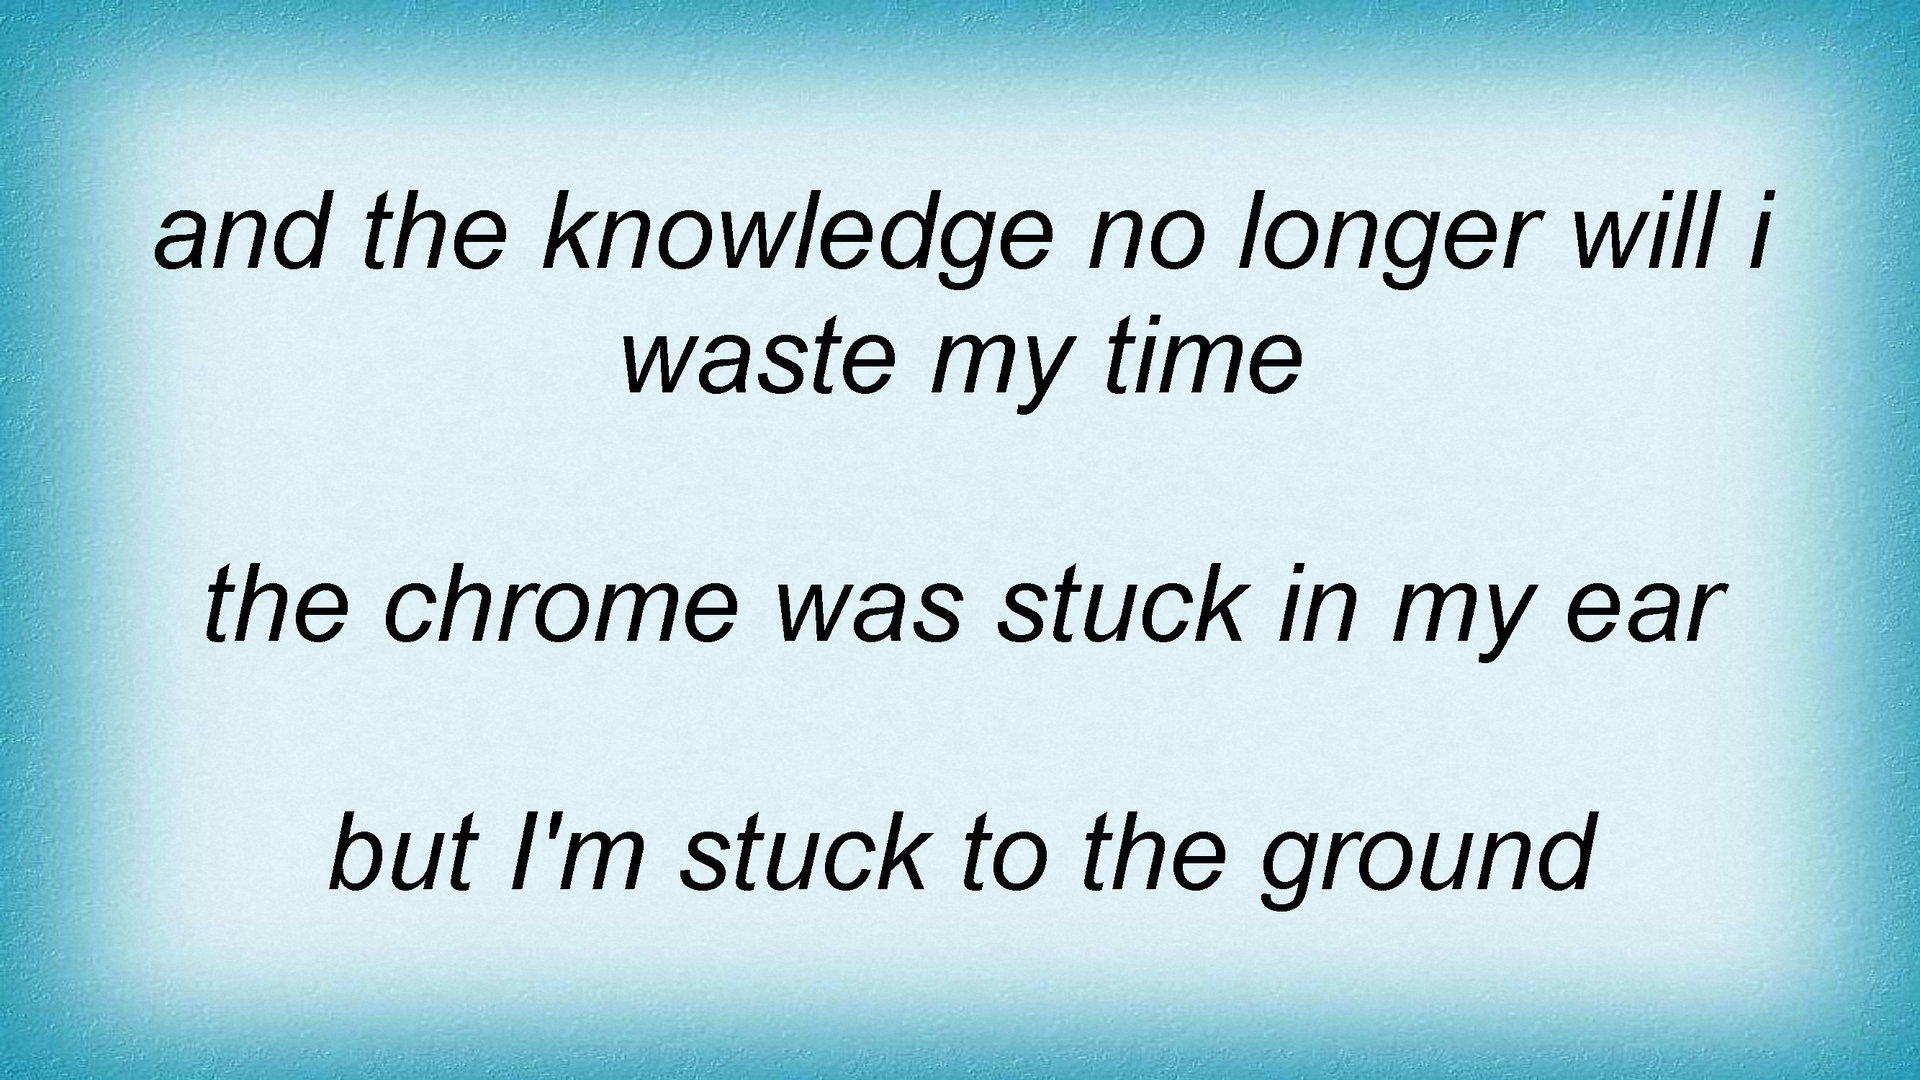 and the knowledge no longer will i
waste my time
the chrome was stuck in my ear
but I'm stuck to the ground